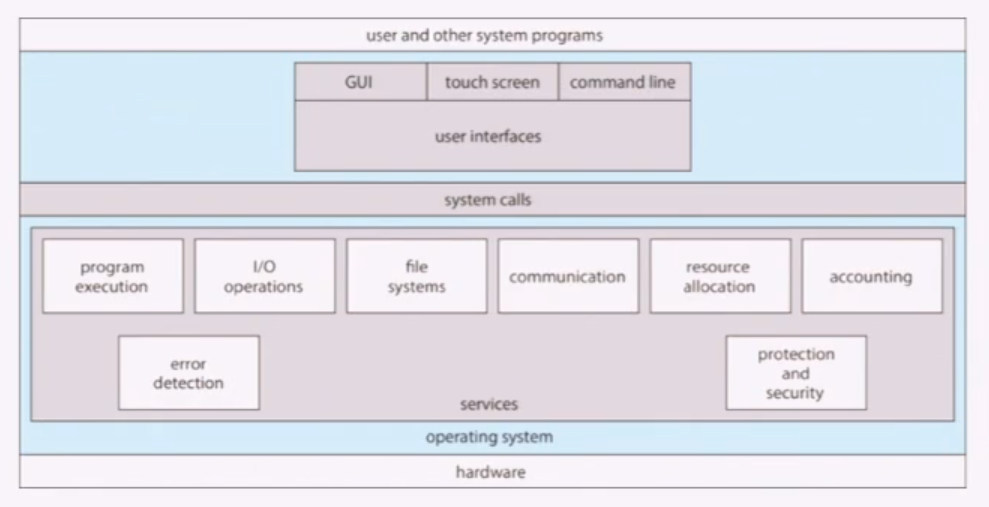 user and other system programs
GUI
touch screen
command line
user interfaces
system calls
program
execution
I/O
operations
file
systems
communication
resource
allocation
accounting
error
detection
protection
and
security
services
operating system
hardware